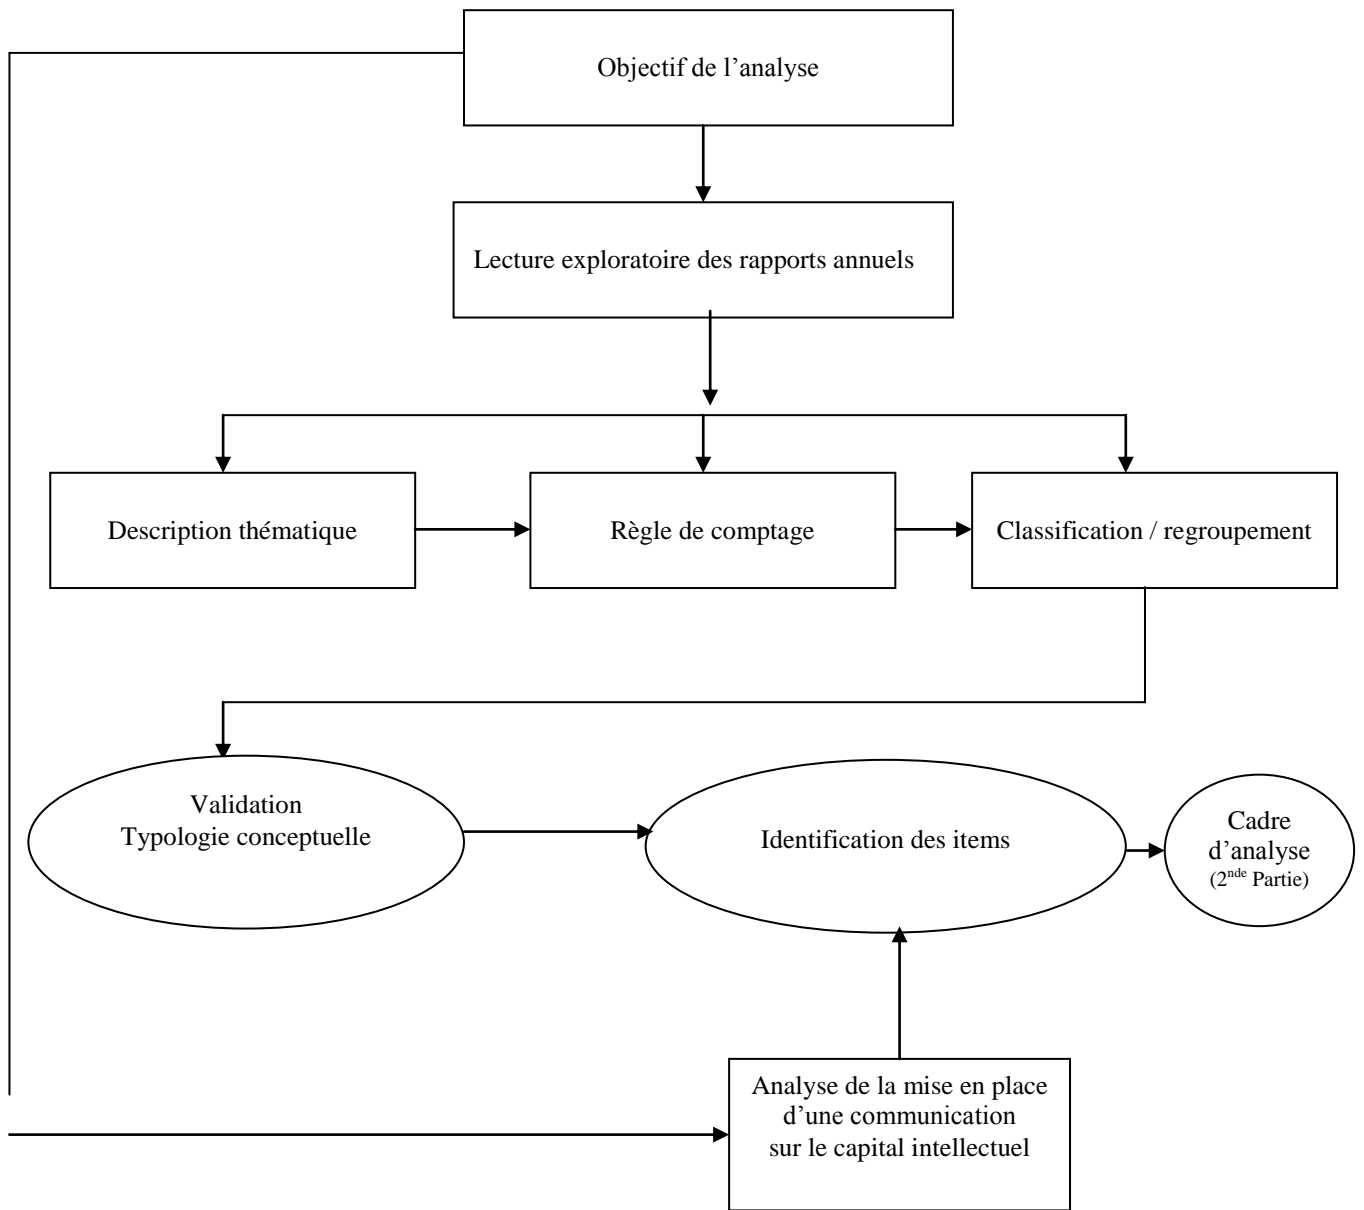 Objectif de l’analyse
Lecture exploratoire des rapports annuels
Description thématique
Règle de comptage
Classification / regroupement
Validation
Typologie conceptuelle
Identification des items
Cadre
d’analyse
(2nde Partie)
Analyse de la mise en place
d’une communication
sur le capital intellectuel